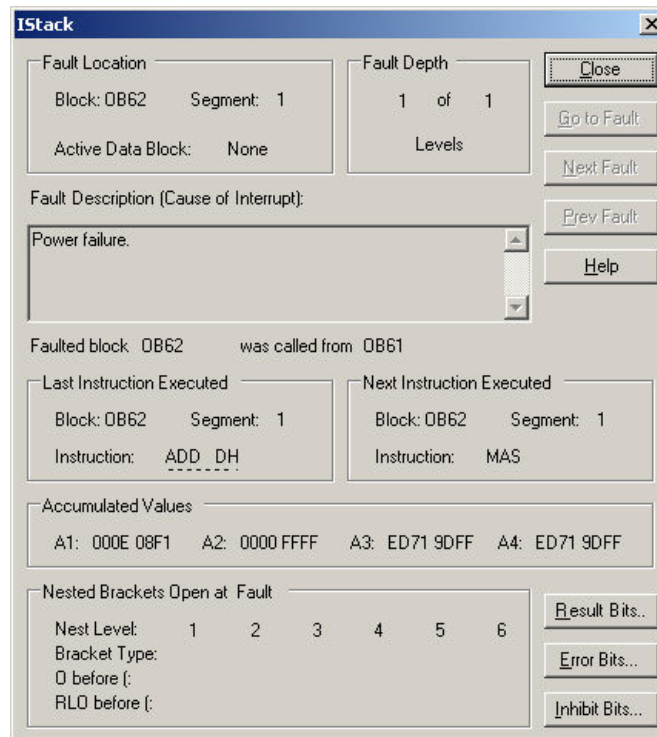 IStack
Fault Location
Block: OB62 Segment: 1
Active Data Block: None
Fault Depth
1 of 1
Levels
Close
Go to Fault
Next Fault
Prev Fault
Help
Fault Description (Cause of Interrupt):
Power failure.
Faulted block OB62 was called from OB61
Last Instruction Executed
Block: OB62 Segment: 1
Instruction: ADD DH
Next Instruction Executed
Block: OB62 Segment: 1
Instruction: MAS
Accumulated Values
A1: 000E 08F1 A2: 0000 FFFF A3: ED71 9DFF A4: ED71 9DFF
Nested Brackets Open at Fault
Nest Level: 1 2 3 4 5 6
Bracket Type:
O before (:
RLO before (:
Result Bits..
Error Bits...
Inhibit Bits...